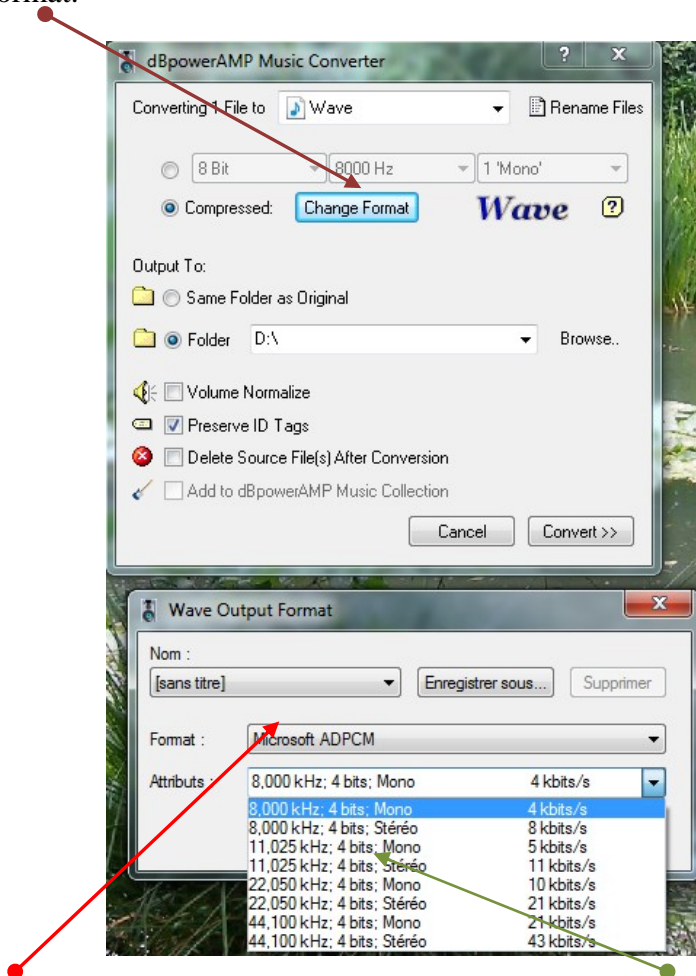 ormat.
dBpowerAMP Music Converter
Converting 1 File to Wave Rename Files
8 Bit 8000 Hz 1 'Mono'
Compressed: Change Format Wave ?
Output To:
Same Folder as Original
Folder D:\ Browse..
Volume Normalize
Preserve ID Tags
Delete Source File(s) After Conversion
Add to dBpowerAMP Music Collection
Cancel Convert >>
Wave Output Format
Nom :
[sans titre] Enregistrer sous... Supprimer
Format : Microsoft ADPCM
Attributs : 8,000 kHz; 4 bits; Mono 4 kbits/s
8,000 kHz; 4 bits; Mono 4 kbits/s
8,000 kHz; 4 bits; Stéréo 8 kbits/s
11,025 kHz; 4 bits; Mono 5 kbits/s
11,025 kHz; 4 bits; Stéréo 11 kbits/s
22,050 kHz; 4 bits; Mono 10 kbits/s
22,050 kHz; 4 bits; Stéréo 21 kbits/s
44,100 kHz; 4 bits; Mono 21 kbits/s
44,100 kHz; 4 bits; Stéréo 43 kbits/s